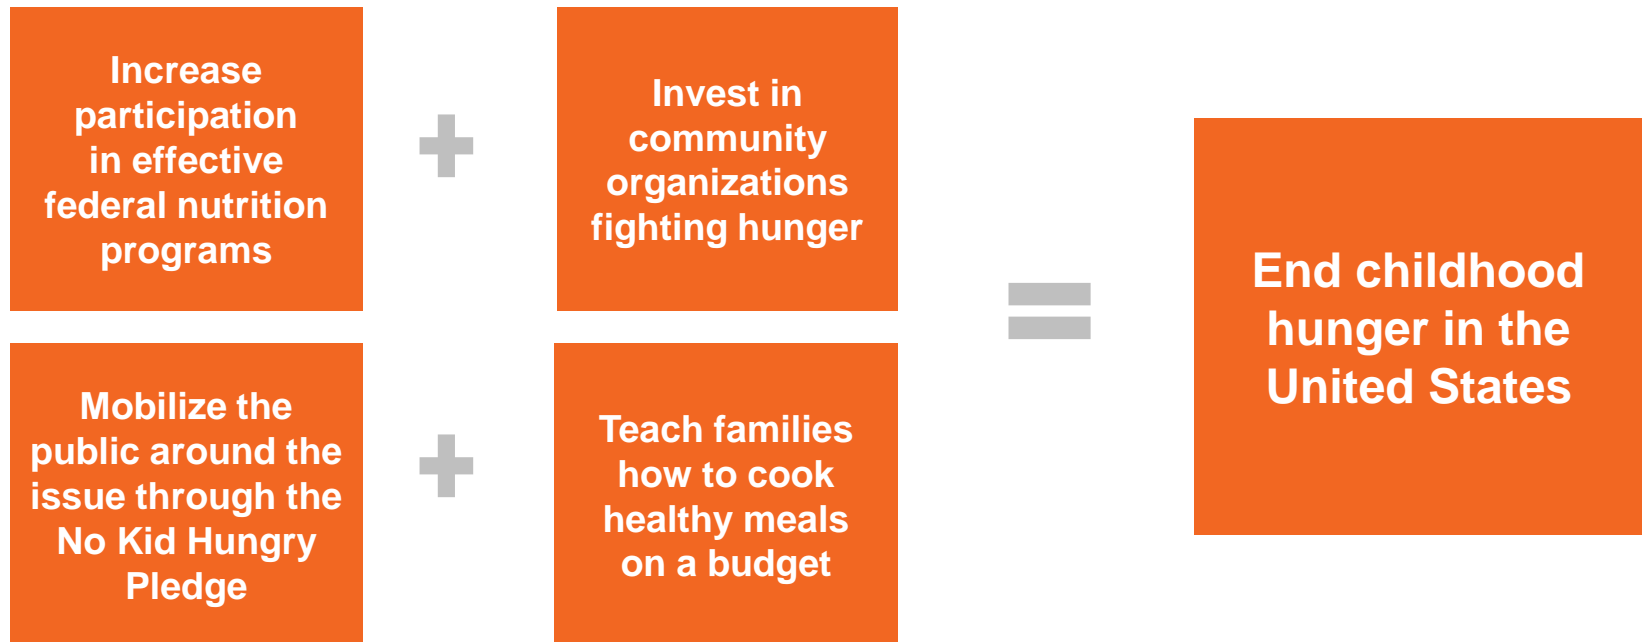 Increase
participation
in effective
federal nutrition
programs
Invest in
community
organizations
fighting hunger
Mobilize the
public around the
issue through the
No Kid Hungry
Pledge
Teach families
how to cook
healthy meals
on a budget
End childhood
hunger in the
United States